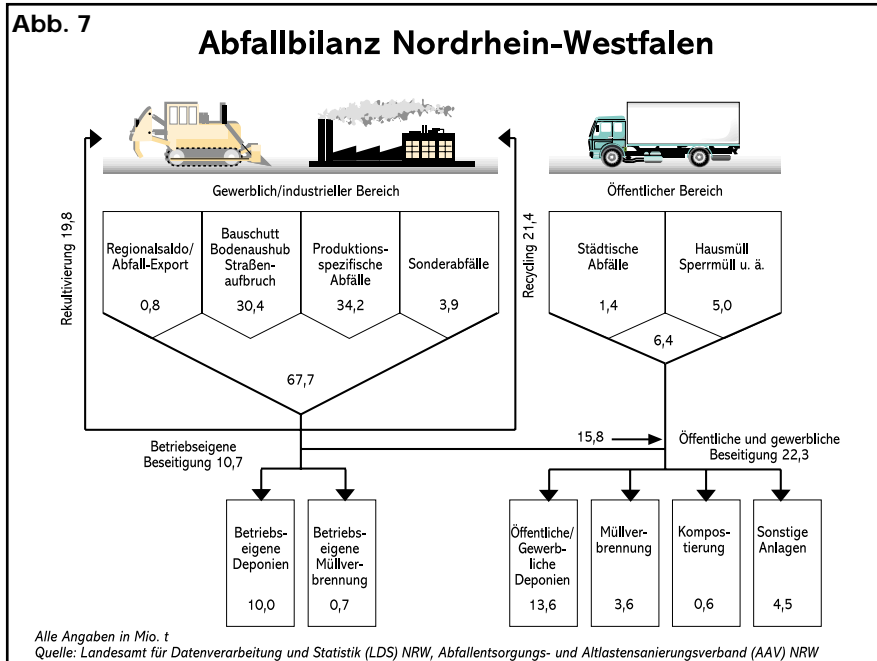 Abb. 7
Abfallbilanz Nordrhein-Westfalen
Gewerblich/industrieller Bereich
Öffentlicher Bereich
Rekultivierung 19,8
Regionalsaldo/
Abfall-Export
0,8
Bauschutt
Bodenaushub
Straßen-
aufbruch
30,4
Produktions-
spezifische
Abfälle
34,2
Sonderabfälle
3,9
Recycling 21,4
Städtische
Abfälle
1,4
Hausmüll
Sperrmüll u. ä.
5,0
6,4
67,7
Betriebseigene
Beseitigung 10,7
15,8
Öffentliche und gewerbliche
Beseitigung 22,3
Betriebs-
eigene
Deponien
10,0
Betriebs-
eigene
Müllver-
brennung
0,7
Öffentliche/
Gewerb-
liche
Deponien
13,6
Müllver-
brennung
3,6
Kompos-
tierung
0,6
Sonstige
Anlagen
4,5
Alle Angaben in Mio. t
Quelle: Landesamt für Datenverarbeitung und Statistik (LDS) NRW, Abfallentsorgungs- und Altlastensanierungsverband (AAV) NRW